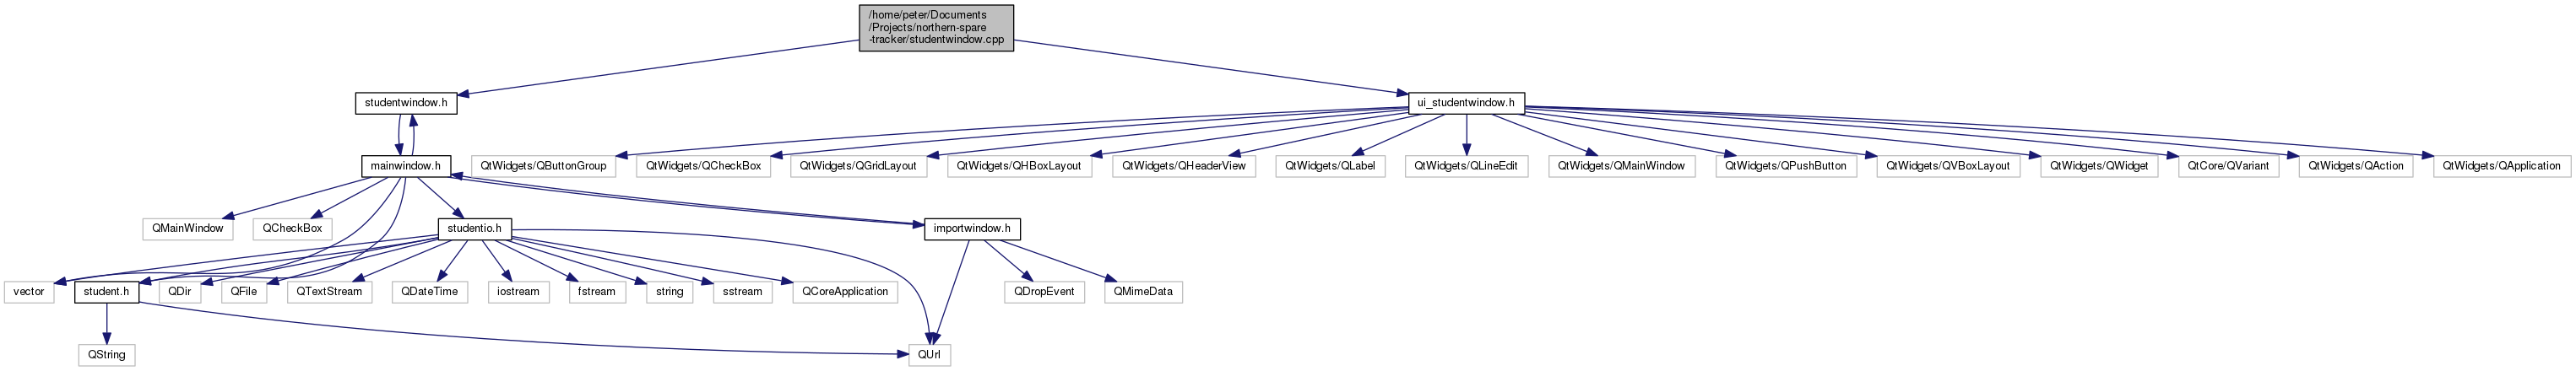 /home/peter/Documents
/Projects/northern-spare
-tracker/studentwindow.cpp
studentwindow.h
ui_studentwindow.h
mainwindow.h
QtWidgets/QButtonGroup
QtWidgets/QCheckBox
QtWidgets/QGridLayout
QtWidgets/QHBoxLayout
QtWidgets/QHeaderView
QtWidgets/QLabel
QtWidgets/QLineEdit
QtWidgets/QMainWindow
QtWidgets/QPushButton
QtWidgets/QVBoxLayout
QtWidgets/QWidget
QtCore/QVariant
QtWidgets/QAction
QtWidgets/QApplication
QMainWindow
QCheckBox
studentio.h
importwindow.h
vector
student.h
QDir
QFile
QTextStream
QDateTime
iostream
fstream
string
sstream
QCoreApplication
QDropEvent
QMimeData
QString
QUrl